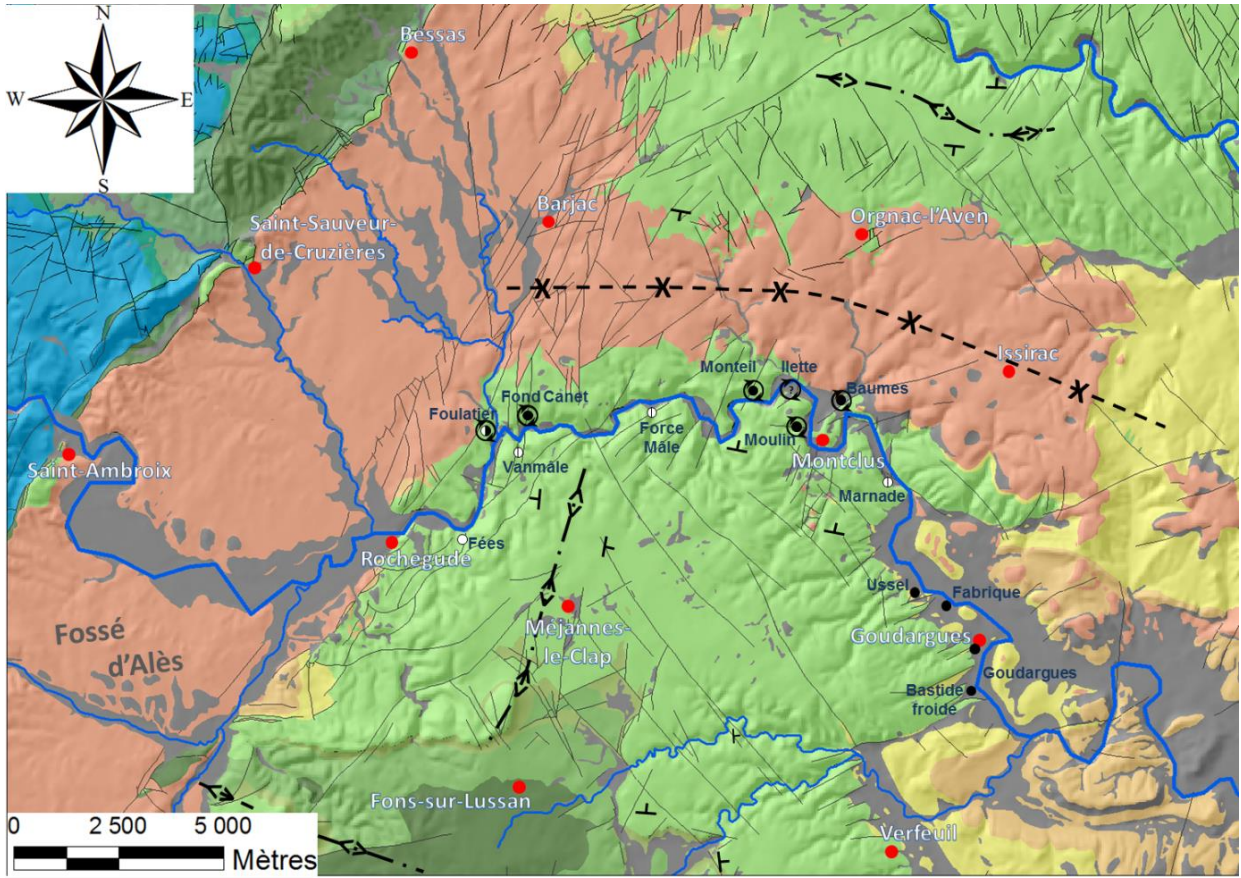 N
W
E
S
Bessas
Barjac
Orgnac-l'Aven
Saint-Sauveur-
de-Cruzières
Issirac
Monteil
Ilette
Baumes
Fond Canet
Foulatier
?
Force
Mâle
Moulin
Montclus
Vanmâle
Saint-Ambroix
Marnade
Rochegude
Fées
Ussel
Fabrique
Méjannes-
le-Clap
Goudargues
Goudargues
Fossé
d'Alès
Bastide
froide
Fons-sur-Lussan
Verfeuil
0 2 500 5 000
Mètres